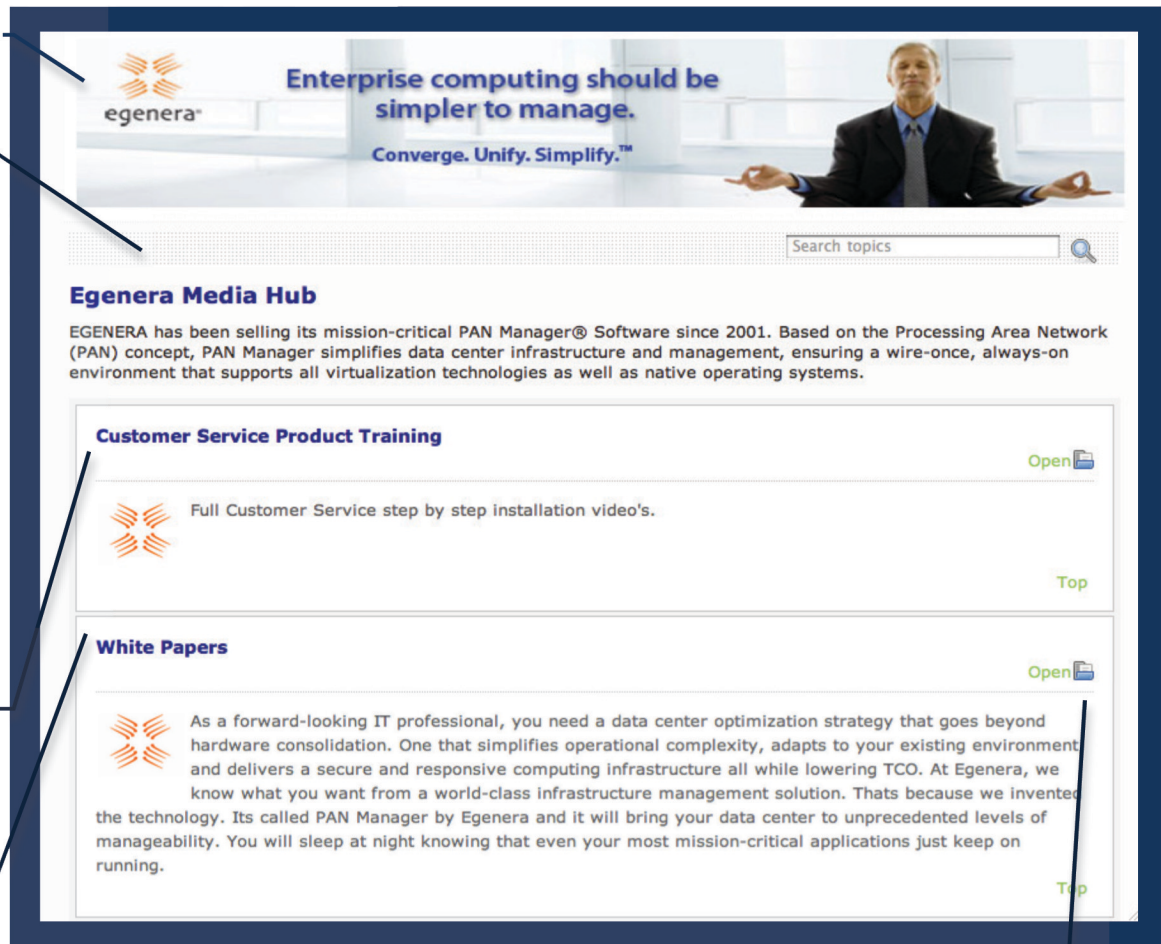 egenera
Enterprise computing should be
simpler to manage.
Converge. Unify. Simplify.™
Search topics
Egenera Media Hub
EGENERA has been selling its mission-critical PAN Manager® Software since 2001. Based on the Processing Area Network
(PAN) concept, PAN Manager simplifies data center infrastructure and management, ensuring a wire-once, always-on
environment that supports all virtualization technologies as well as native operating systems.
Customer Service Product Training
Open
Full Customer Service step by step installation video's.
Top
White Papers
Open
As a forward-looking IT professional, you need a data center optimization strategy that goes beyond
hardware consolidation. One that simplifies operational complexity, adapts to your existing environment
and delivers a secure and responsive computing infrastructure all while lowering TCO. At Egenera, we
know what you want from a world-class infrastructure management solution. Thats because we invented
the technology. Its called PAN Manager by Egenera and it will bring your data center to unprecedented levels of
manageability. You will sleep at night knowing that even your most mission-critical applications just keep on
running.
Top